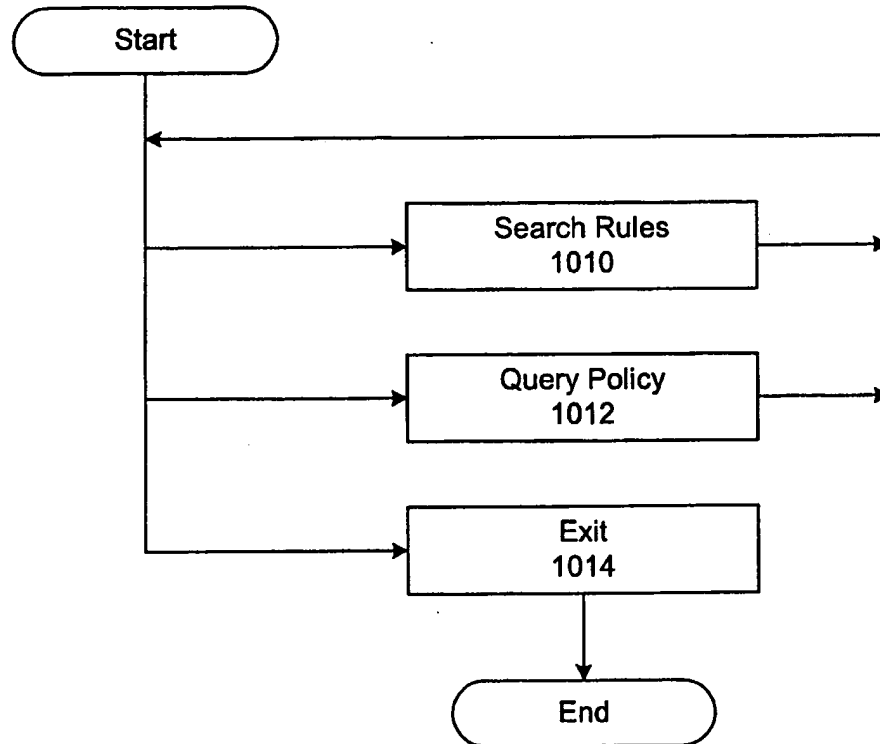 Start
Search Rules
1010
Query Policy
1012
Exit
1014
End